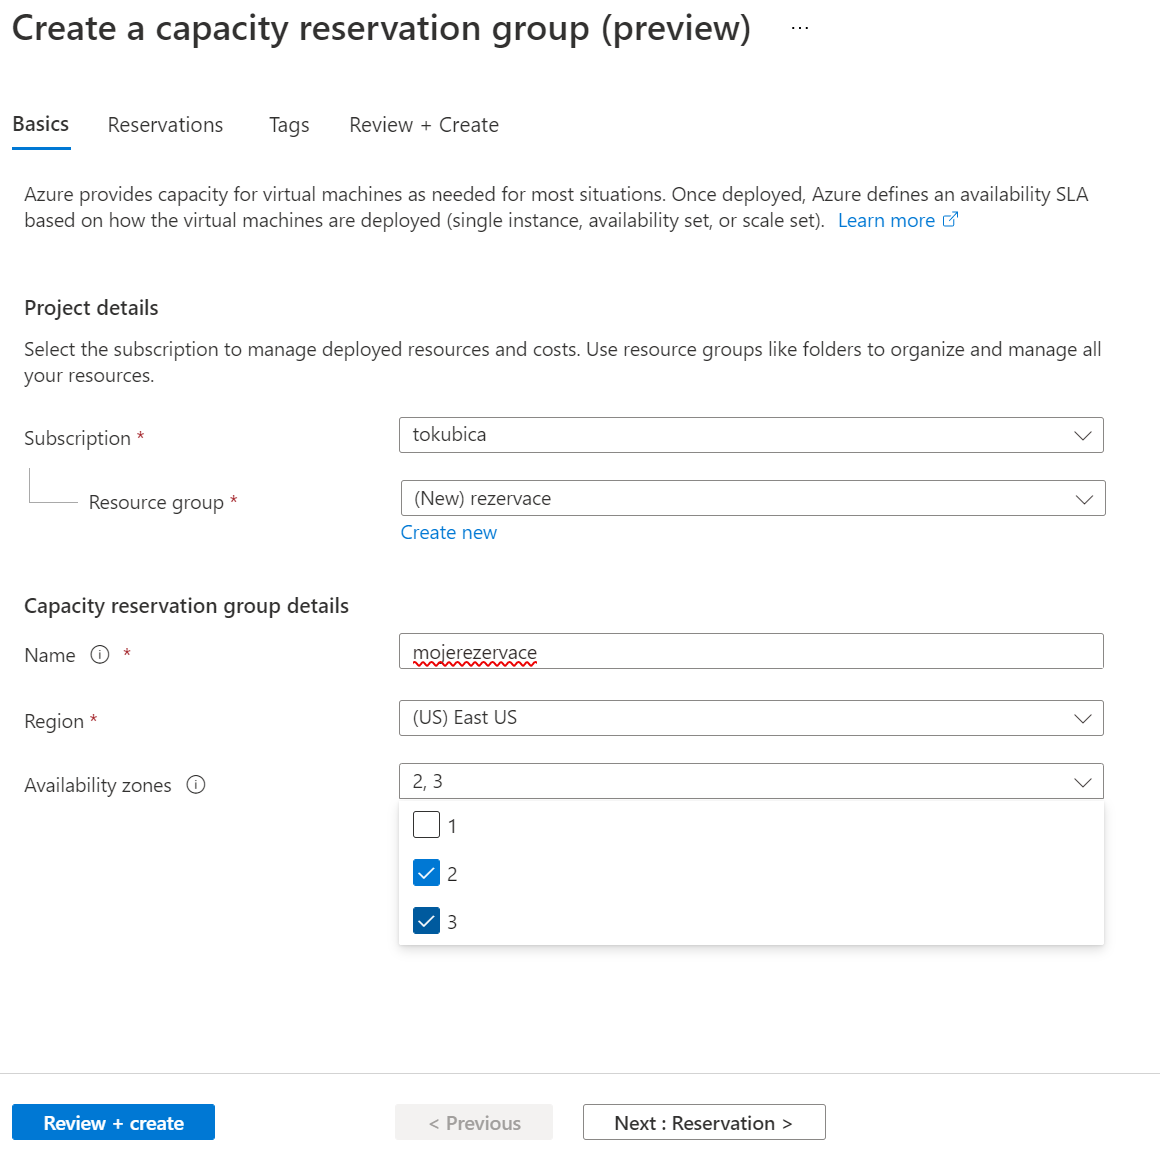 Create a capacity reservation group (preview) ...
Basics Reservations Tags Review + Create
Azure provides capacity for virtual machines as needed for most situations. Once deployed, Azure defines an availability SLA
based on how the virtual machines are deployed (single instance, availability set, or scale set). Learn more
Project details
Select the subscription to manage deployed resources and costs. Use resource groups like folders to organize and manage all
your resources.
Subscription * tokubica
Resource group * (New) rezervace
Create new
Capacity reservation group details
Name * mojerezervace
Region * (US) East US
Availability zones 2, 3
1
2
3
Review + create < Previous Next : Reservation >